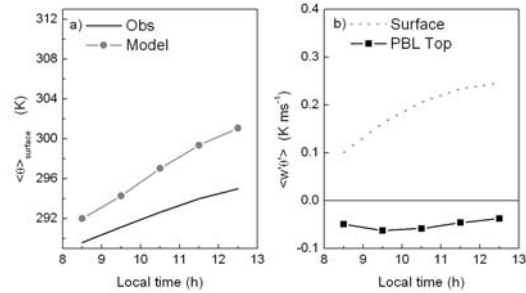 a)
Obs
Model
312
308
304
300
296
292
<θ> surface (K)
8 9 10 11 12 13
Local time (h)
b)
Surface
PBL Top
0.4
0.3
0.2
0.1
0.0
-0.1
<w'θ'> (K ms⁻¹)
8 9 10 11 12 13
Local time (h)